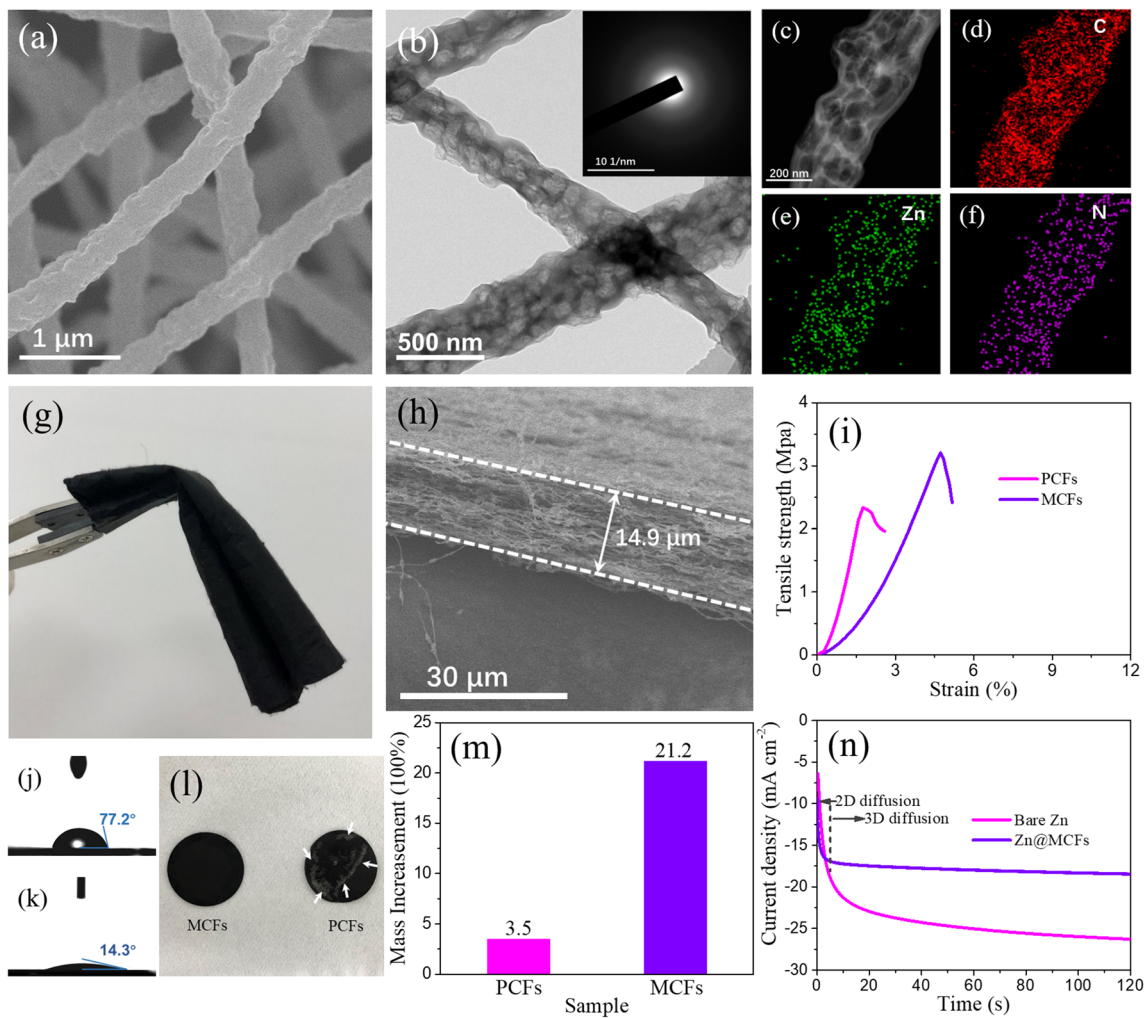 (a)
1 μm
(b)
10 1/nm
500 nm
(c)
200 nm
(d)
C
(e)
Zn
(f)
N
(g)
(h)
14.9 μm
30 μm
(i)
Tensile strength (Mpa)
4
3
2
1
0
PCFs
MCFs
0 3 6 9 12
Strain (%)
(j)
77.2°
(k)
14.3°
(l)
MCFs
PCFs
(m)
Mass Increasement (100%)
25
20
15
10
5
0
3.5
21.2
PCFs MCFs
Sample
(n)
Current density (mA cm-2)
-5
-10
-15
-20
-25
-30
2D diffusion
3D diffusion
Bare Zn
Zn@MCFs
0 20 40 60 80 100 120
Time (s)